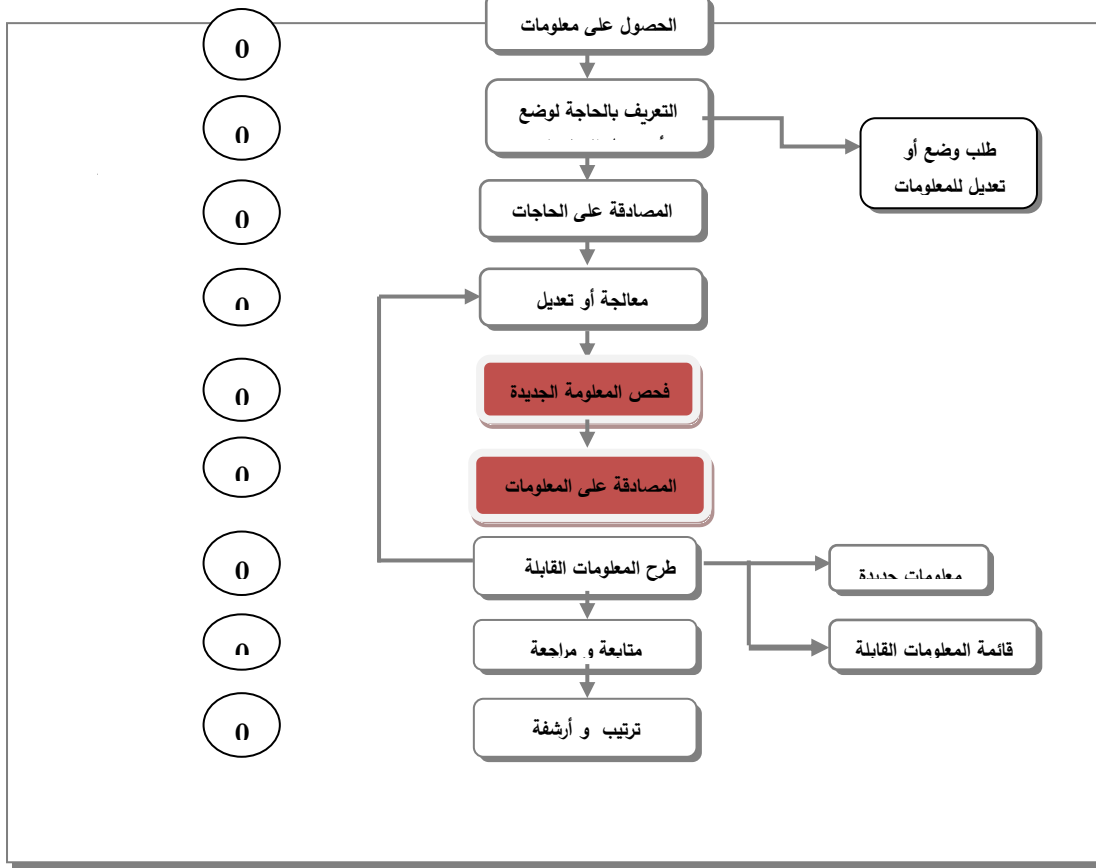 الحصول على معلومات
0
التعريف بالحاجة لوضع
0
طلب وضع أو
تعديل للمعلومات
المصادقة على الحاجات
0
معالجة أو تعديل
0
فحص المعلومة الجديدة
0
المصادقة على المعلومات
0
طرح المعلومات القابلة
0
معلومات جديدة
متابعة و مراجعة
0
قائمة المعلومات القابلة
ترتيب و أرشفة
0